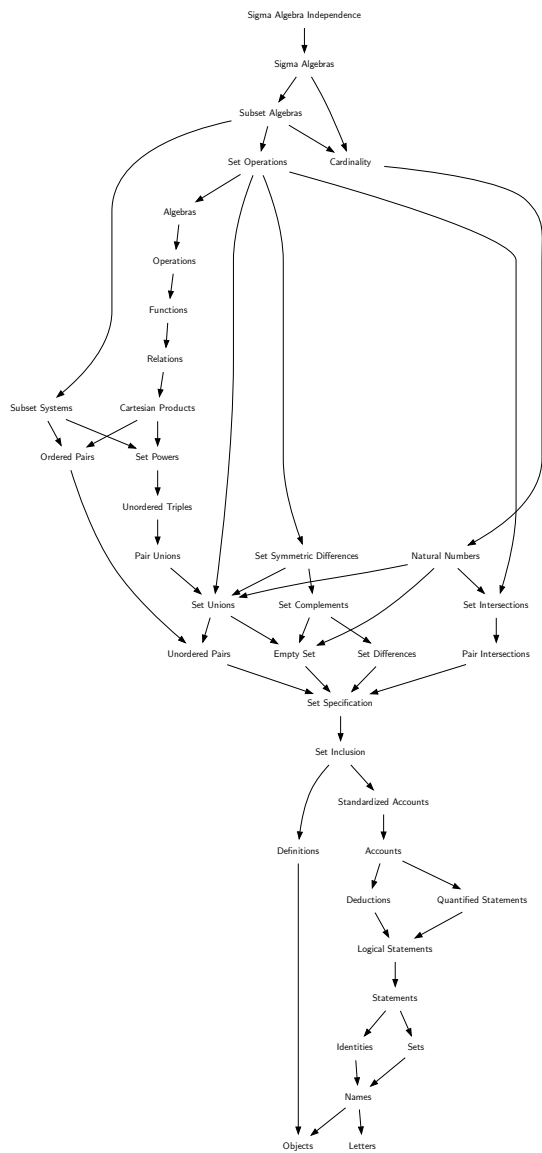 Sigma Algebra Independence
Sigma Algebras
Subset Algebras
Set Operations
Cardinality
Algebras
Operations
Functions
Relations
Subset Systems
Cartesian Products
Ordered Pairs
Set Powers
Unordered Triples
Pair Unions
Set Symmetric Differences
Natural Numbers
Set Unions
Set Complements
Set Intersections
Unordered Pairs
Empty Set
Set Differences
Pair Intersections
Set Specification
Set Inclusion
Standardized Accounts
Definitions
Accounts
Deductions
Quantified Statements
Logical Statements
Statements
Identities
Sets
Names
Objects
Letters